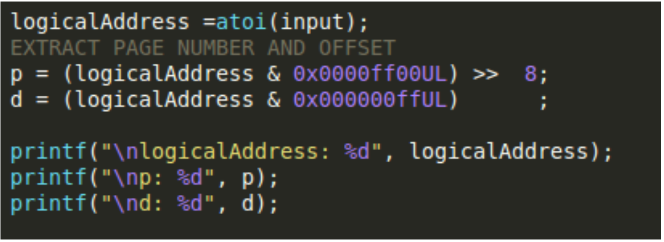 logicalAddress =atoi(input);
EXTRACT PAGE NUMBER AND OFFSET
p = (logicalAddress & 0x0000ff00UL) >>  8;
d = (logicalAddress & 0x000000ffUL)      ;
printf("\nlogicalAddress: %d", logicalAddress);
printf("\np: %d", p);
printf("\nd: %d", d);